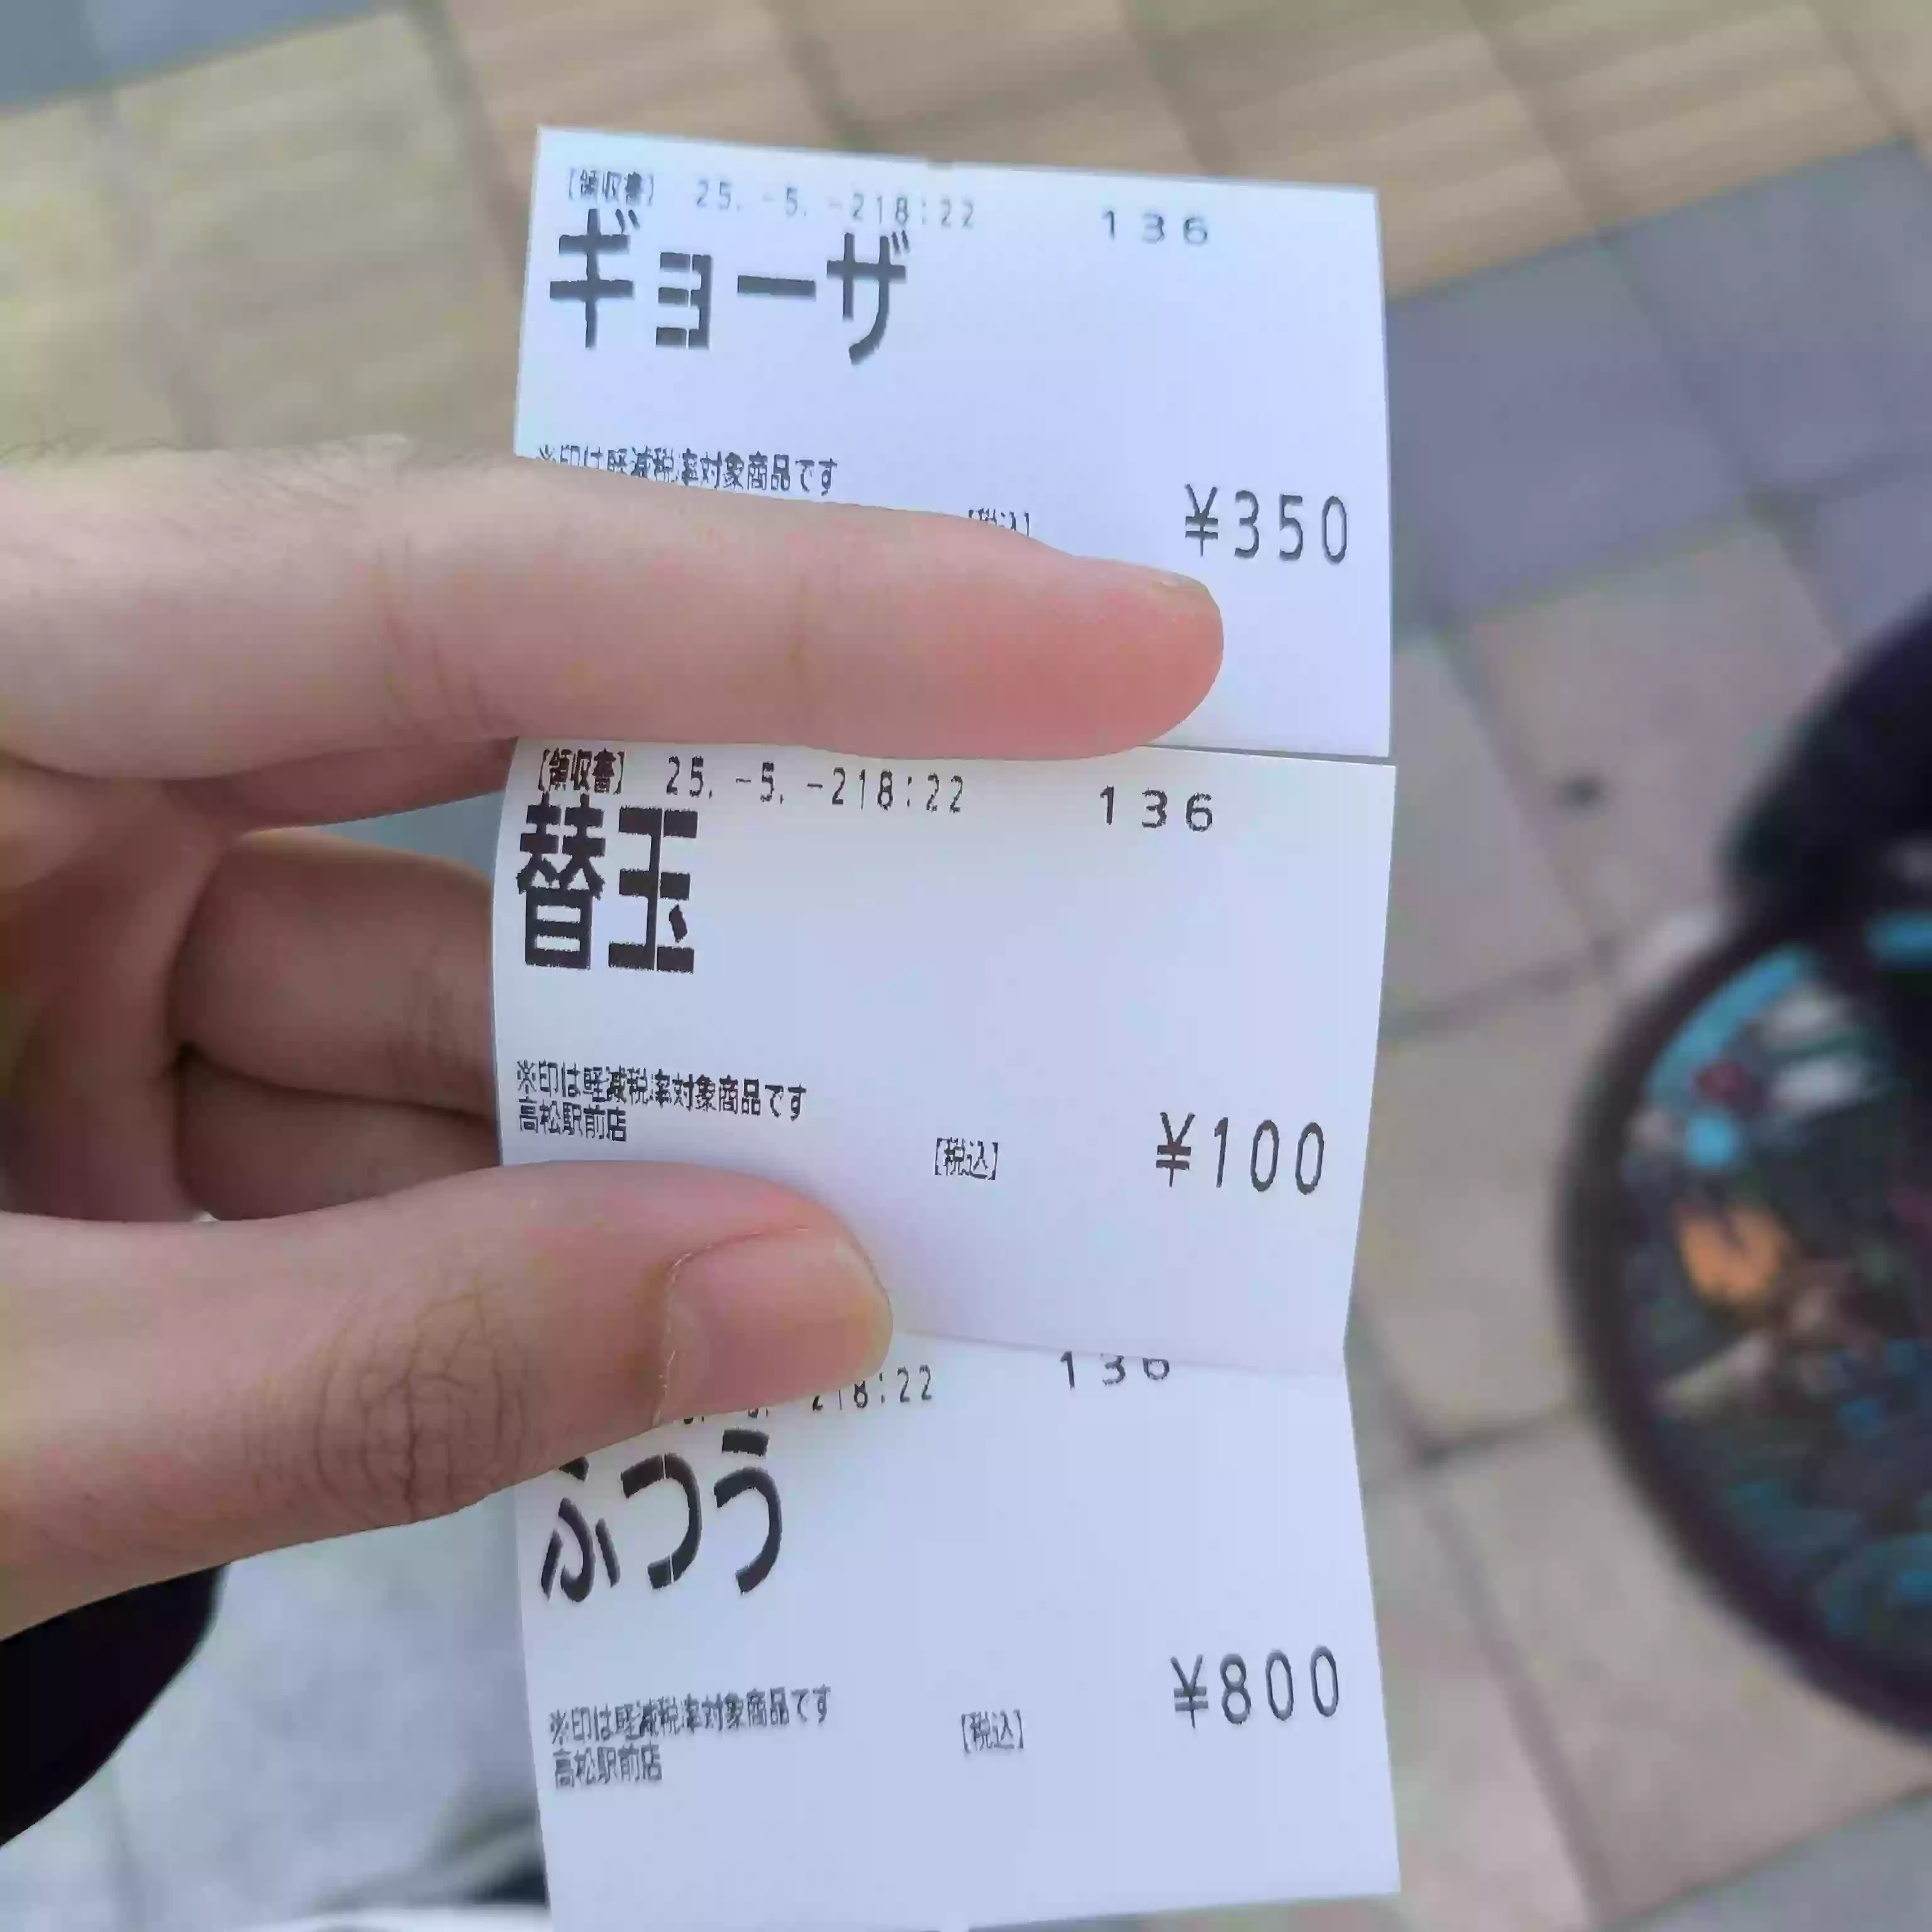 [領収書] 25. -5. -218:22 136
ギョーザ
※印は軽減税率対象商品です
[税込] ¥350
[領収書] 25. -5. -218:22 136
替玉
※印は軽減税率対象商品です
高松駅前店
[税込] ¥100
218:22 136
ふつう
※印は軽減税率対象商品です
[税込] ¥800
高松駅前店